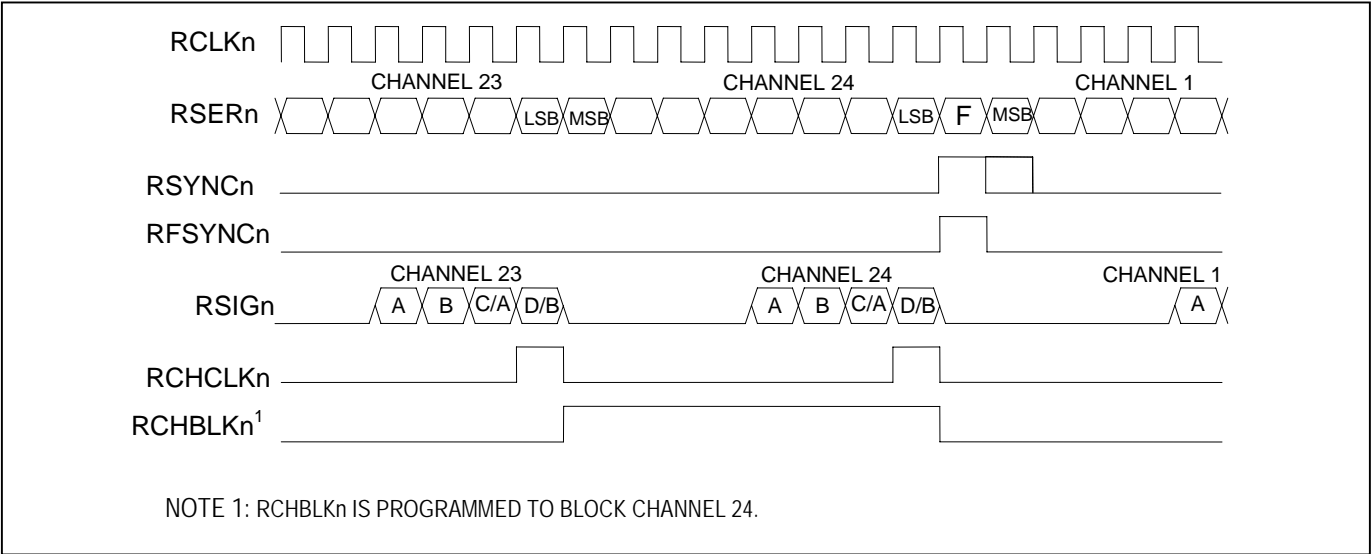 RCLKn
CHANNEL 23 CHANNEL 24 CHANNEL 1
RSERn LSB MSB LSB F MSB
RSYNCn
RFSYNCn
CHANNEL 23 CHANNEL 24 CHANNEL 1
RSIGn A B C/A D/B A B C/A D/B A
RCHCLKn
RCHBLKn¹
NOTE 1: RCHBLKn IS PROGRAMMED TO BLOCK CHANNEL 24.